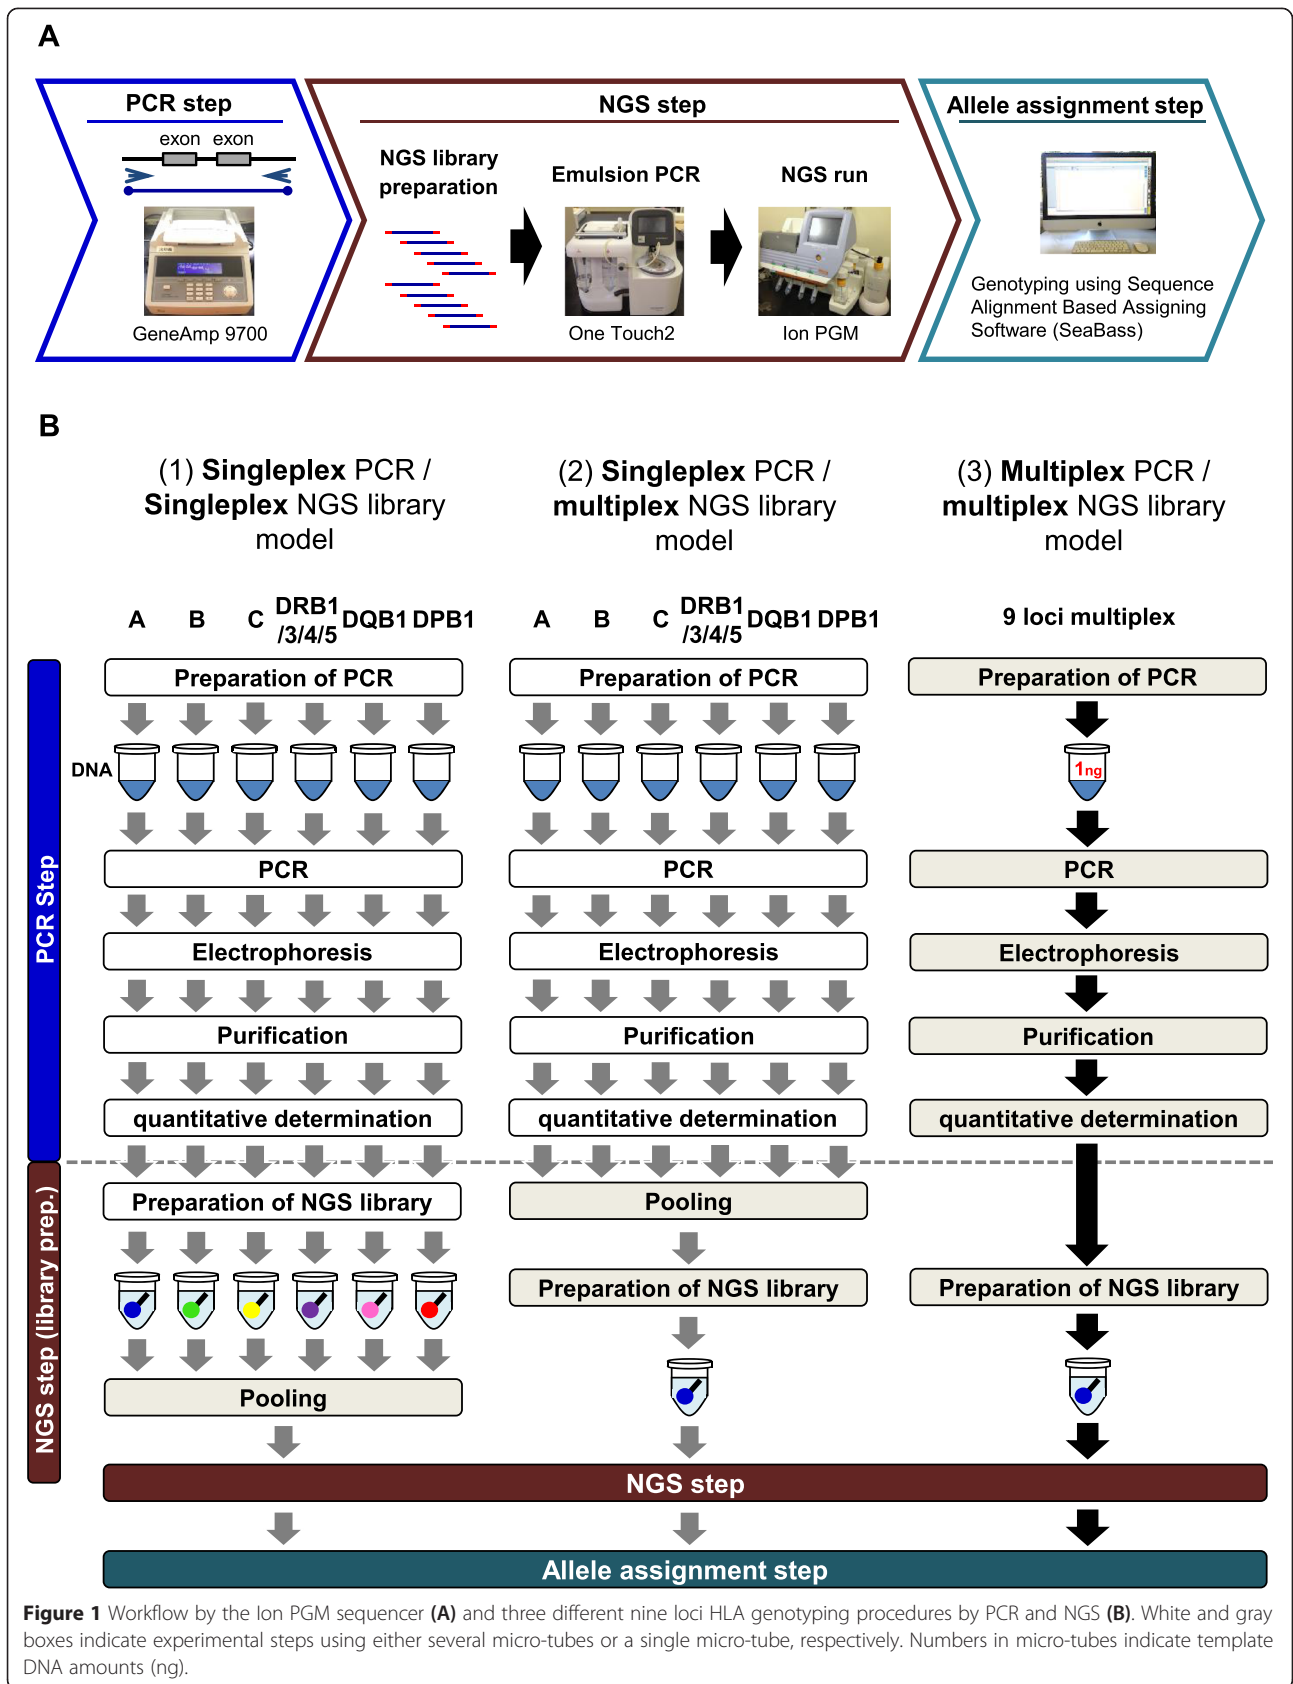 A
PCR step
exon exon
GeneAmp 9700
NGS step
NGS library
preparation
Emulsion PCR
One Touch2
NGS run
Ion PGM
Allele assignment step
Genotyping using Sequence
Alignment Based Assigning
Software (SeaBass)
B
(1) Singleplex PCR /
Singleplex NGS library
model
(2) Singleplex PCR /
multiplex NGS library
model
(3) Multiplex PCR /
multiplex NGS library
model
A B C DRB1
/3/4/5 DQB1 DPB1
A B C DRB1
/3/4/5 DQB1 DPB1
9 loci multiplex
PCR Step
Preparation of PCR
Preparation of PCR
Preparation of PCR
DNA
1ng
PCR
PCR
PCR
Electrophoresis
Electrophoresis
Electrophoresis
Purification
Purification
Purification
quantitative determination
quantitative determination
quantitative determination
NGS step (library prep.)
Preparation of NGS library
Pooling
Preparation of NGS library
Preparation of NGS library
Pooling
NGS step
Allele assignment step
Figure 1 Workflow by the Ion PGM sequencer (A) and three different nine loci HLA genotyping procedures by PCR and NGS (B). White and gray
boxes indicate experimental steps using either several micro-tubes or a single micro-tube, respectively. Numbers in micro-tubes indicate template
DNA amounts (ng).